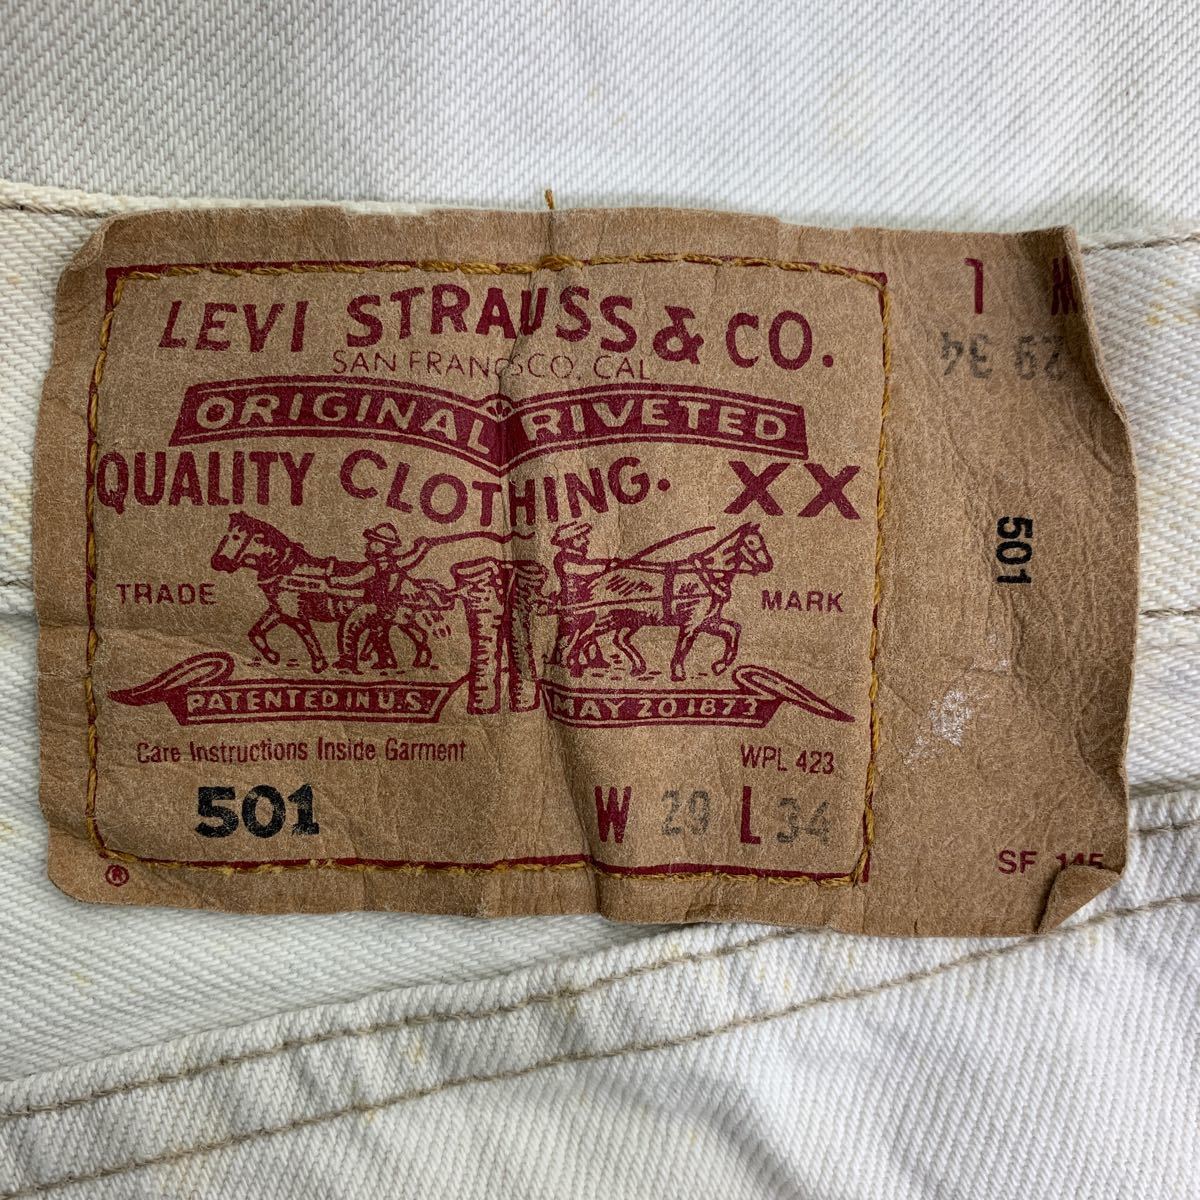 LEVI STRAUSS & CO.
SAN FRANCISCO, CAL
ORIGINAL RIVETED
QUALITY CLOTHING. XX
TRADE MARK
PATENTED IN U.S. MAY 20 1873
Care Instructions Inside Garment WPL 423
501 W 29 L 34
®
W L
29 34
501
SF 145